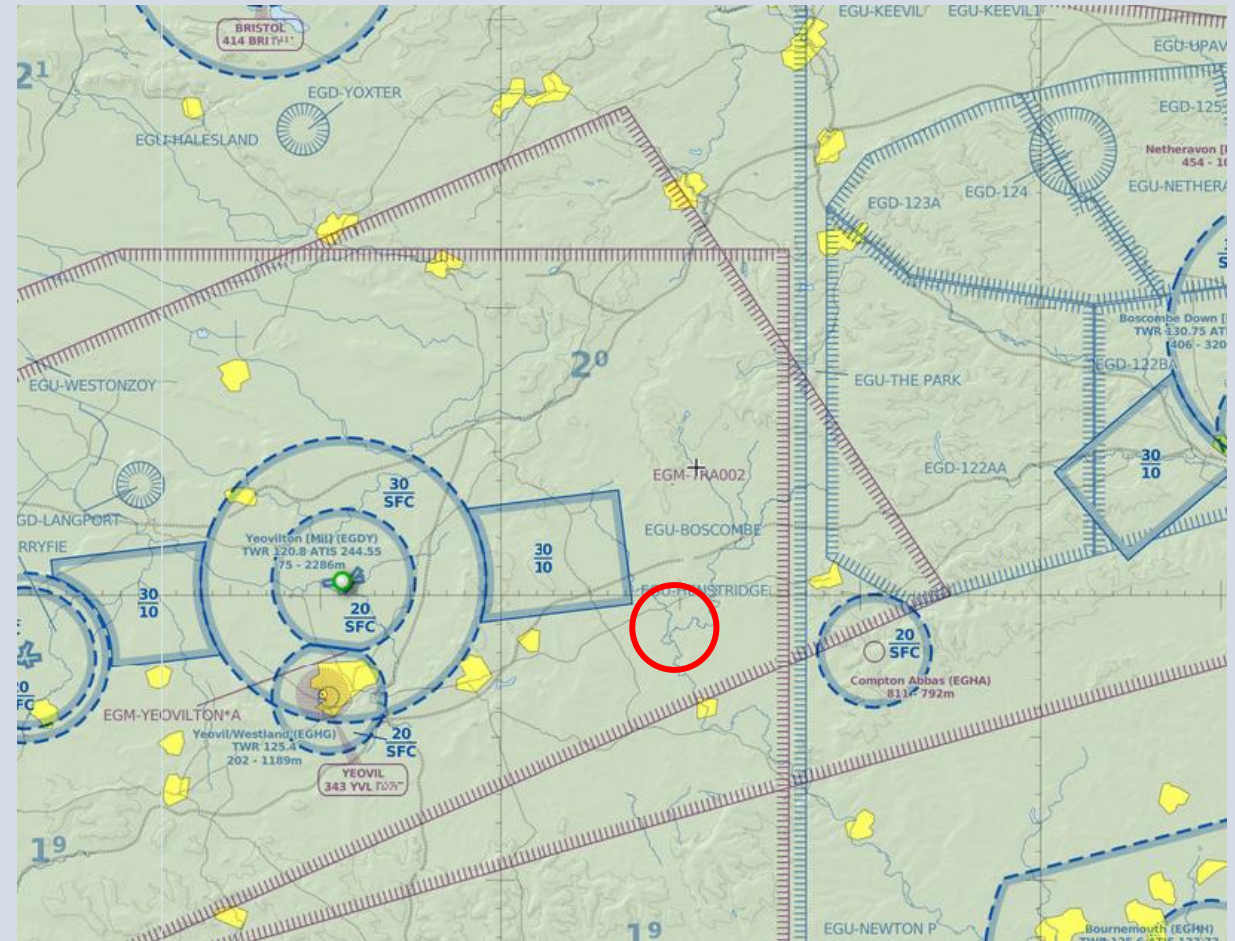 BRISTOL
414 BRI
EGU-KEEVIL
EGU-KEEVIL1
EGU-UPAV
2¹
EGD-YOXTER
EGU-HALESLAND
EGD-125
Netheravon [
454 - 10
EGD-124
EGU-NETHERA
EGD-123A
Boscombe Down [
TWR 130.75 ATI
406 - 320
EGD-122BA
2⁰
EGU-WESTONZOY
EGU-THE PARK
EGM-TRA002
EGD-122AA
30
10
30
SFC
GD-LANGPORT
RRYFIE
Yeovilton [Mil] (EGDY)
TWR 120.8 ATIS 244.55
75 - 2286m
EGU-BOSCOMBE
30
10
EGU-HENSTRIDGE
30
10
20
SFC
20
SFC
Compton Abbas (EGHA)
811 - 792m
20
FC
EGM-YEOVILTON*A
Yeovil/Westland (EGHG)
TWR 125.4
202 - 1189m
20
SFC
YEOVIL
343 YVL
1⁹
1⁹
EGU-NEWTON P
Bournemouth (EGHH)